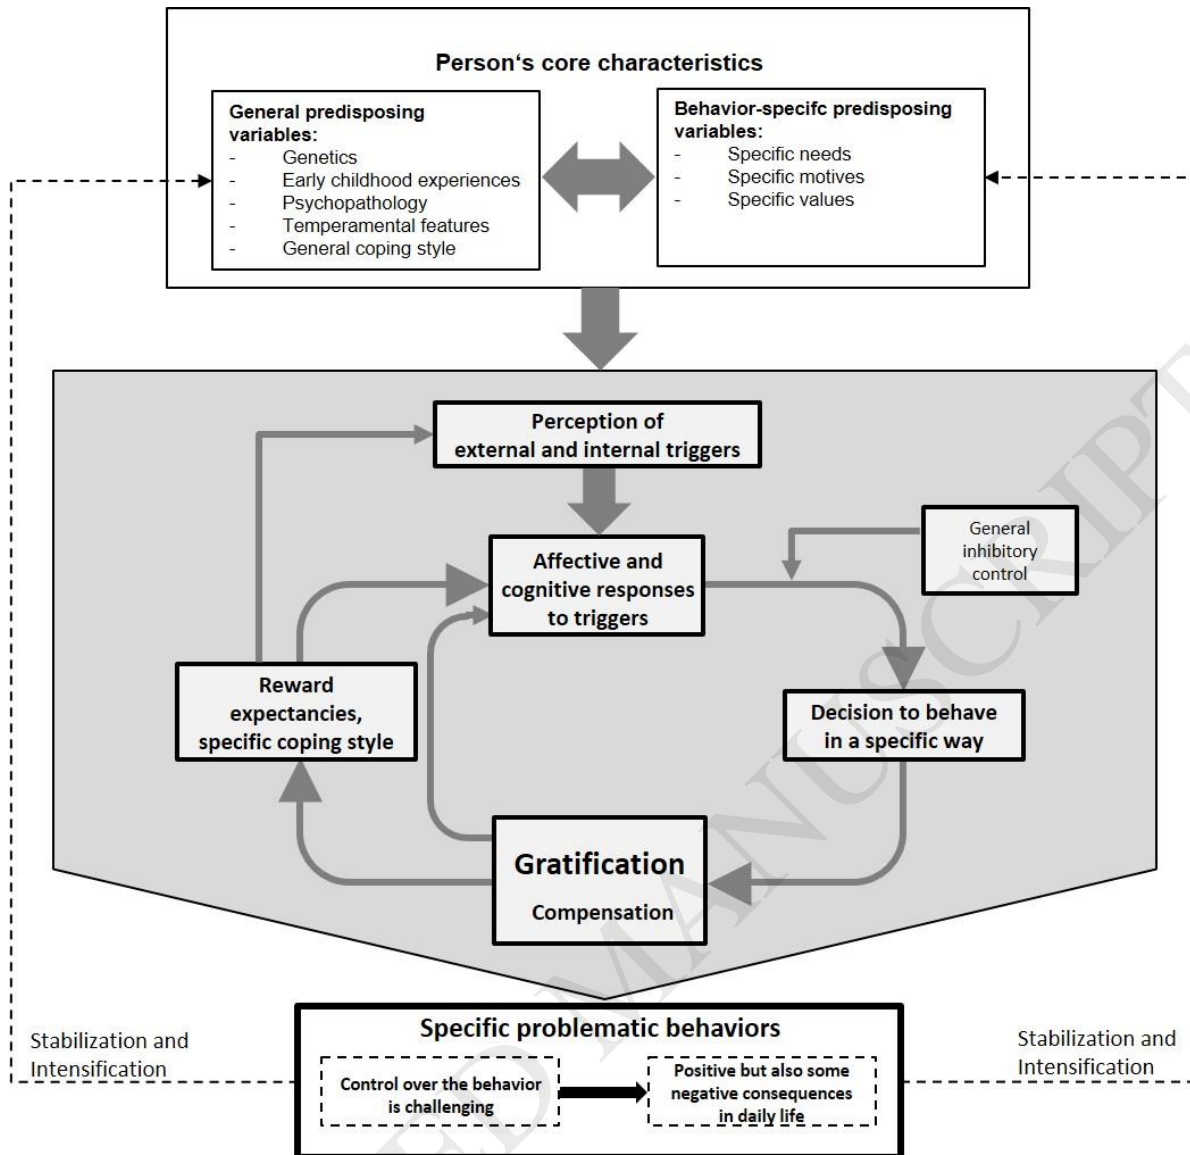 Person‘s core characteristics
General predisposing
variables:
- Genetics
- Early childhood experiences
- Psychopathology
- Temperamental features
- General coping style
Behavior-specifc predisposing
variables:
- Specific needs
- Specific motives
- Specific values
Perception of
external and internal triggers
Affective and
cognitive responses
to triggers
General
inhibitory
control
Reward
expectancies,
specific coping style
Decision to behave
in a specific way
Gratification
Compensation
Specific problematic behaviors
Control over the behavior
is challenging
Positive but also some
negative consequences
in daily life
Stabilization and
Intensification
Stabilization and
Intensification
ED MANUSCRIPT